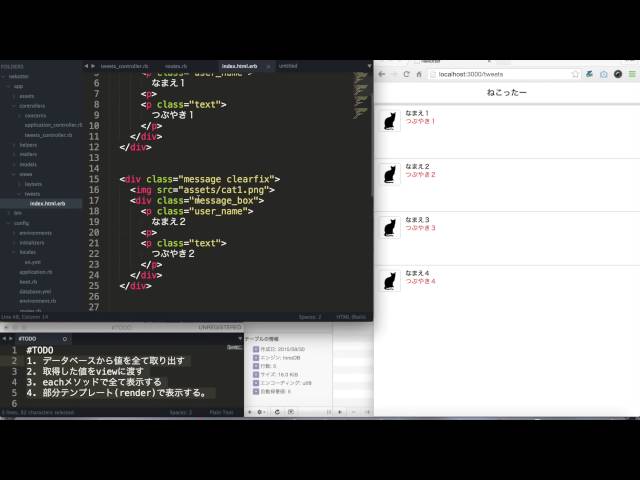 FOLDERS
nekotter
app
assets
controllers
concerns
application_controller.rb
tweets_controller.rb
helpers
mailers
models
views
layouts
tweets
index.html.erb
bin
config
environments
initializers
locales
en.yml
application.rb
boot.rb
database.yml
tweets_controller.rb
routes.rb
index.html.erb
untitled
5 <p class="user_name">
6 なまえ１
7 <p>
8 <p class="text">
9 つぶやき１
10 </p>
11 </div>
12 </div>
13
14
15 <div class="message clearfix">
16 <img src="assets/cat1.png">
17 <div class="message_box">
18 <p class="user_name">
19 なまえ２
20 <p>
21 <p class="text">
22 つぶやき２
23 </p>
24 </div>
25 </div>
26
27
Line 48, Column 14
Spaces: 2
HTML (Rails)
#TODO
UNREGISTERED
#TODO
1 #TODO
2 1. データベースから値を全て取り出す
3 2. 取得した値をviewに渡す
4 3. eachメソッドで全て表示する
5 4. 部分テンプレート(render)で表示する。
6
5 lines, 92 characters selected
Spaces: 2
Plain Text
テーブルの情報
作成日: 2015/09/30
エンジン: InnoDB
行数: 0
サイズ: 16.0 KiB
エンコーディング: utf8
自動採番値: 6
localhost:3000/tweets
ねこったー
なまえ１
つぶやき１
なまえ２
つぶやき２
なまえ３
つぶやき３
なまえ４
つぶやき４